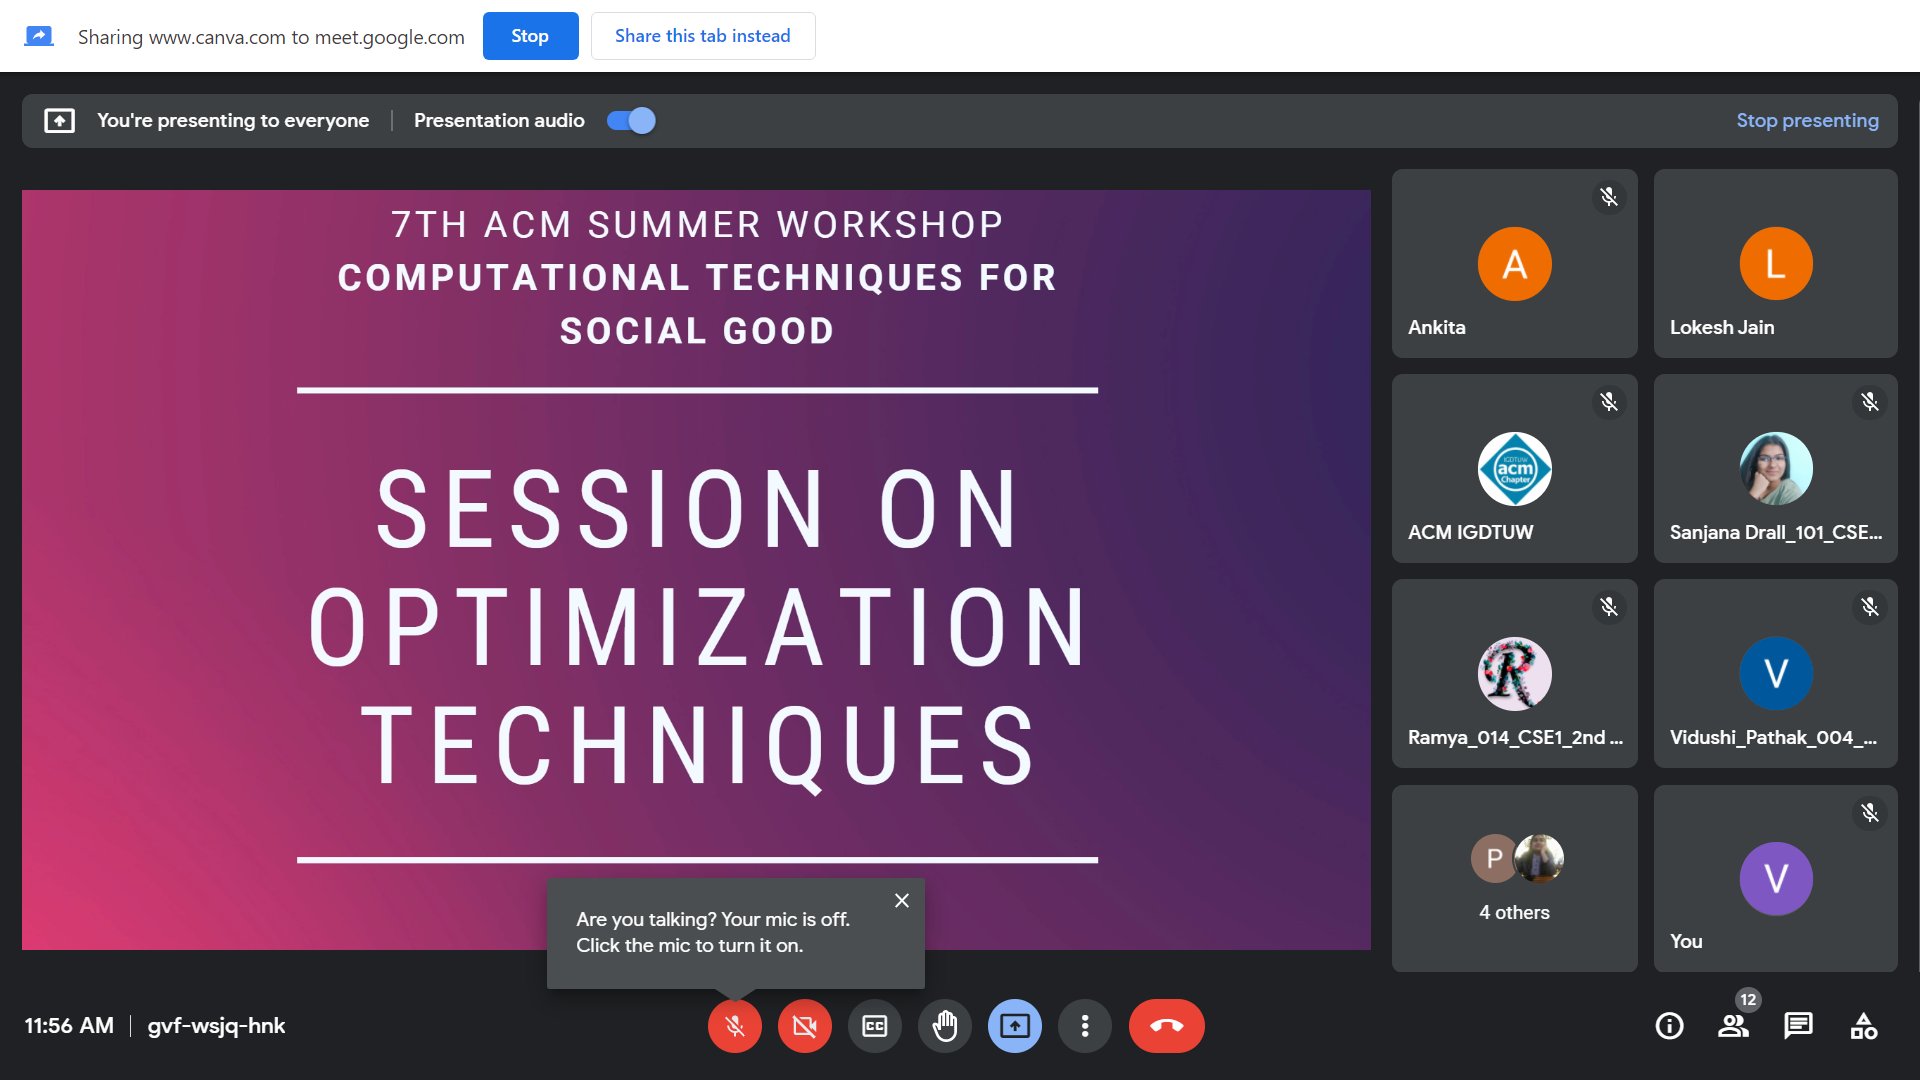 Sharing www.canva.com to meet.google.com
Stop
Share this tab instead
You're presenting to everyone
Presentation audio
Stop presenting
7TH ACM SUMMER WORKSHOP
COMPUTATIONAL TECHNIQUES FOR
SOCIAL GOOD
SESSION ON
OPTIMIZATION
TECHNIQUES
A
Ankita
L
Lokesh Jain
IGDTUW
acm
Chapter
ACM IGDTUW
Sanjana Drall_101_CSE...
R
Ramya_014_CSE1_2nd ...
V
Vidushi_Pathak_004_...
P
4 others
V
You
Are you talking? Your mic is off.
Click the mic to turn it on.
11:56 AM
gvf-wsjq-hnk
CC
12